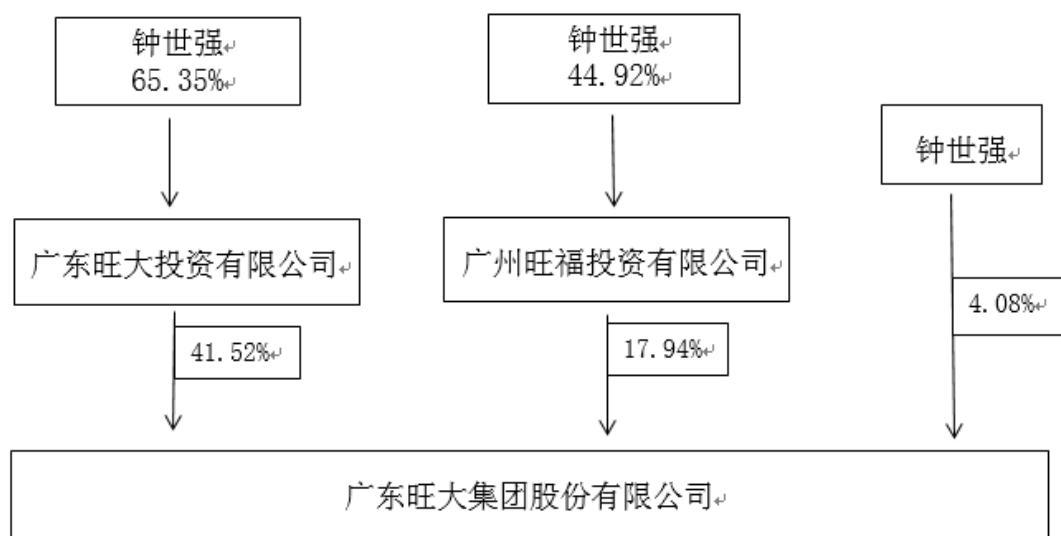 钟世强
65.35%
钟世强
44.92%
钟世强
广东旺大投资有限公司
广州旺福投资有限公司
4.08%
41.52%
17.94%
广东旺大集团股份有限公司